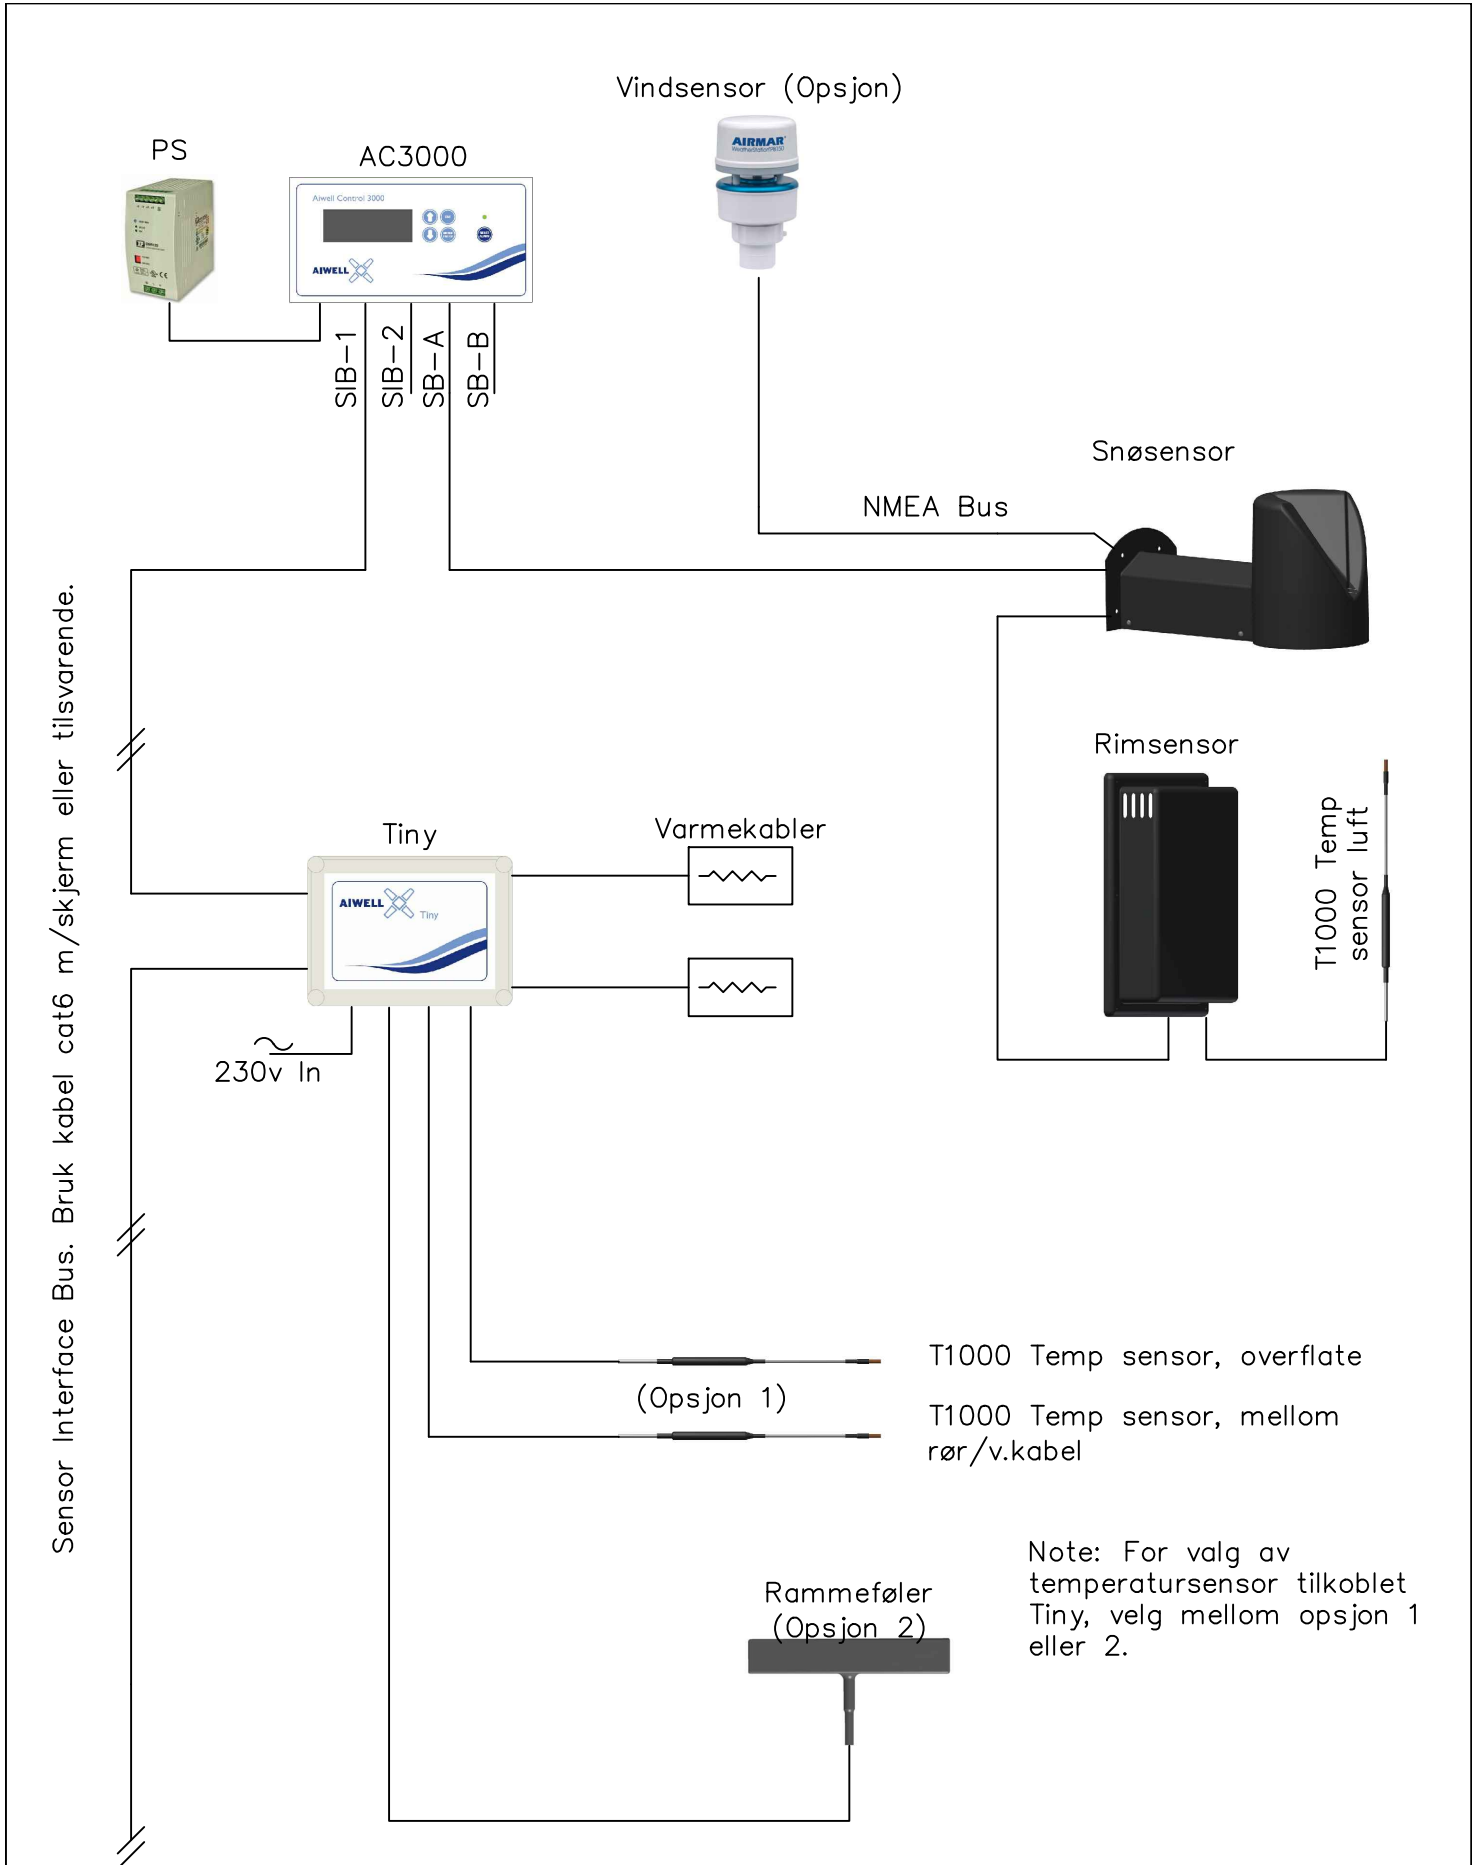 Vindsensor (Opsjon)
AIRMAR
PS
AC3000
Aiwell Control 3000
AIWELL
SIB-1
SIB-2
SB-A
SB-B
Snøsensor
NMEA Bus
Sensor Interface Bus. Bruk kabel cat6 m/skjerm eller tilsvarende.
Rimsensor
T1000 Temp
sensor luft
Tiny
Varmekabler
AIWELL
Tiny
230v In
T1000 Temp sensor, overflate
(Opsjon 1)
T1000 Temp sensor, mellom
rør/v.kabel
Note: For valg av
temperatursensor tilkoblet
Tiny, velg mellom opsjon 1
eller 2.
Rammeføler
(Opsjon 2)